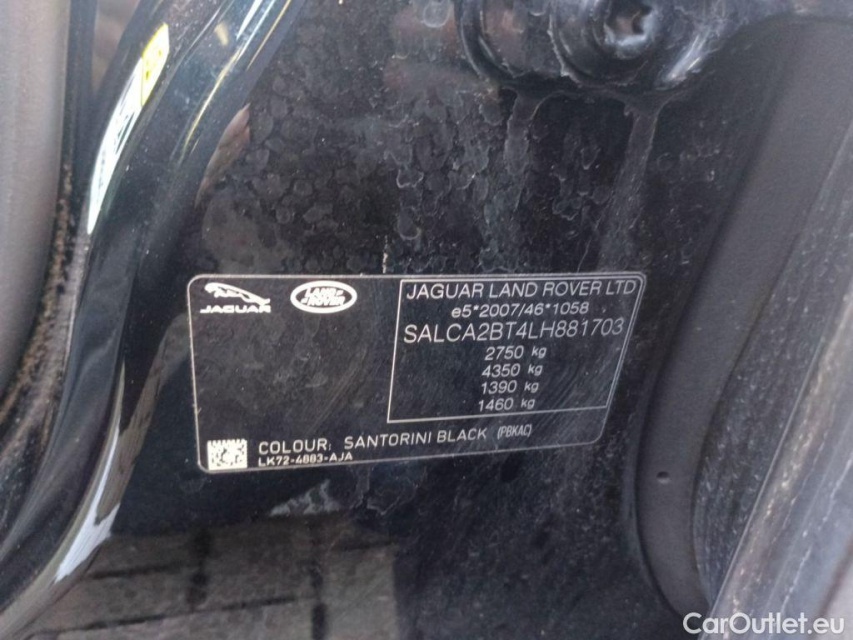 JAGUAR
LAND ROVER
JAGUAR LAND ROVER LTD
e5*2007/46*1058
SALCA2BT4LH881703
2750 kg
4350 kg
1390 kg
1460 kg
COLOUR: SANTORINI BLACK (PBKAC)
LK72-4883-AJA
CarOutlet.eu